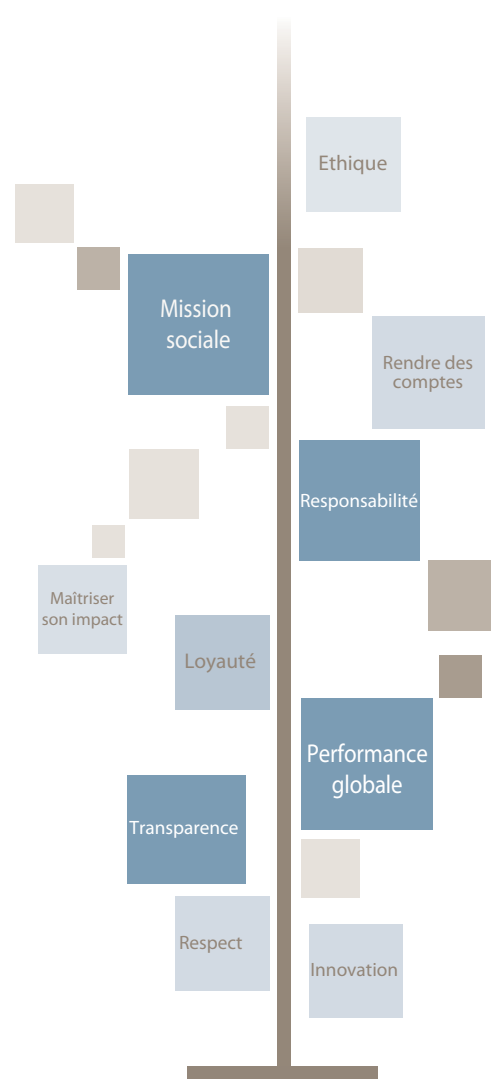 Ethique
Mission
sociale
Rendre des
comptes
Responsabilité
Maîtriser
son impact
Loyauté
Performance
globale
Transparence
Respect
Innovation